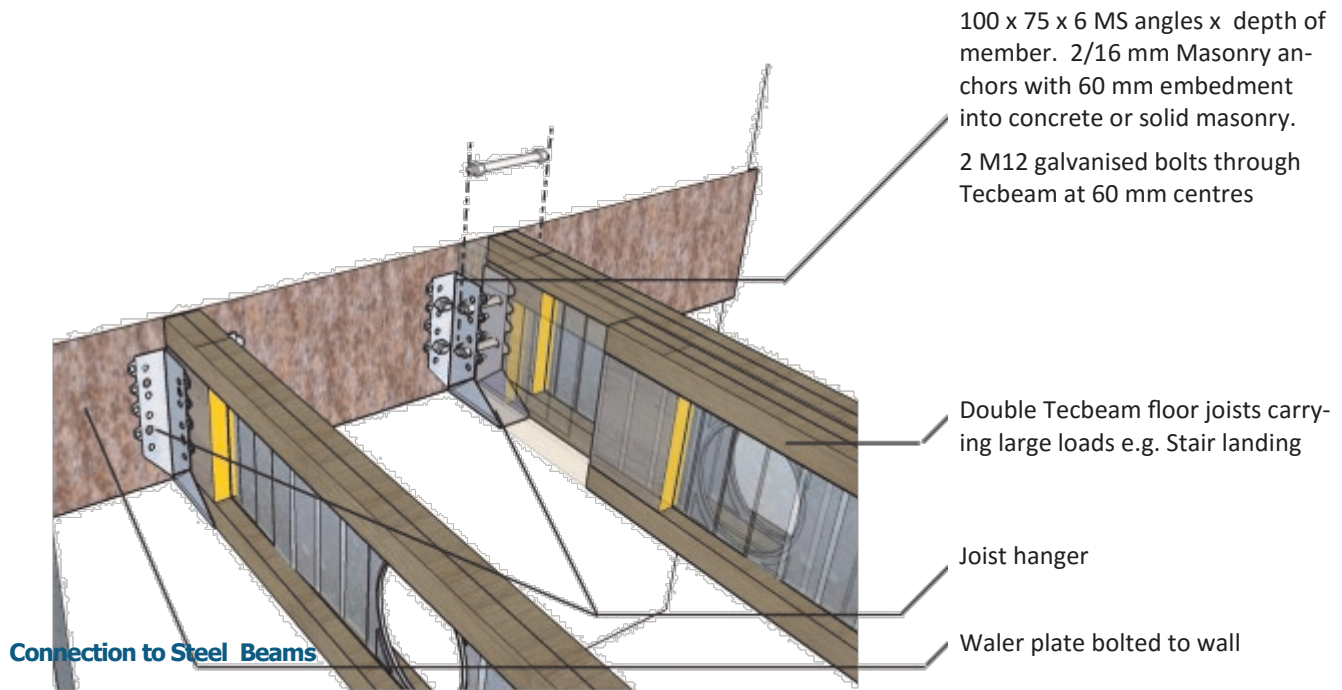 100 x 75 x 6 MS angles x  depth of
member.  2/16 mm Masonry an-
chors with 60 mm embedment
into concrete or solid masonry.
2 M12 galvanised bolts through
Tecbeam at 60 mm centres
Double Tecbeam floor joists carry-
ing large loads e.g. Stair landing
Joist hanger
Waler plate bolted to wall
Connection to Steel  Beams